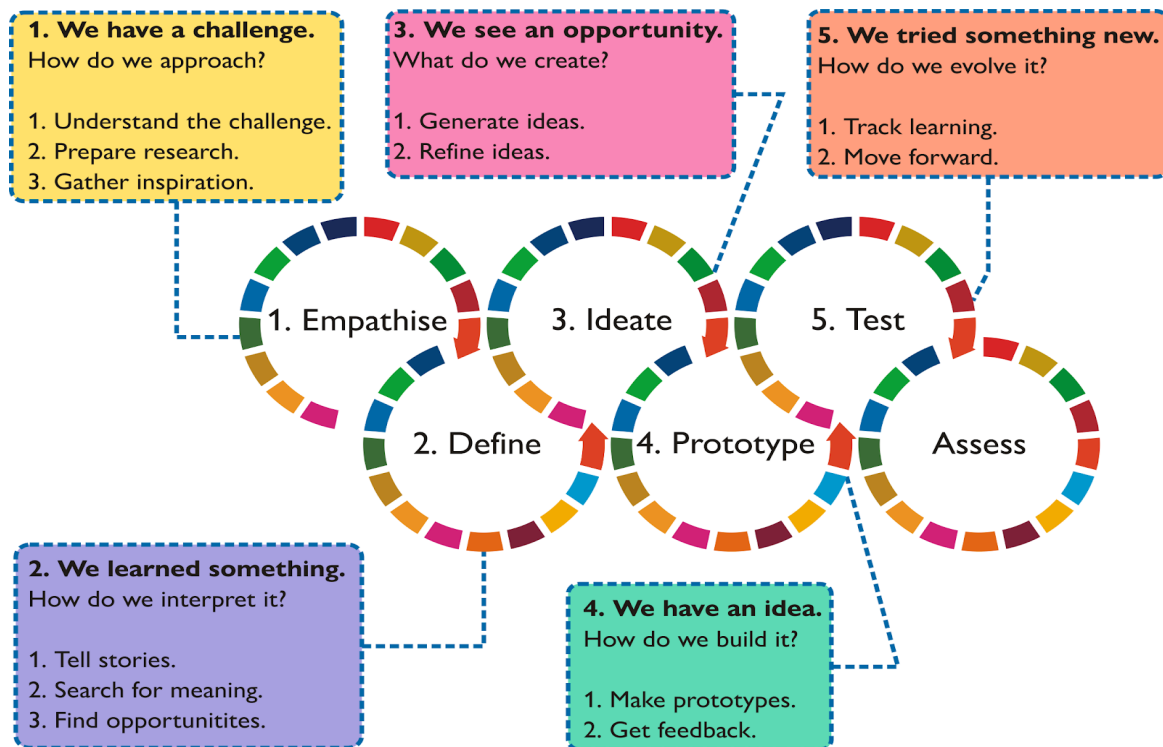 1. We have a challenge.
How do we approach?
1. Understand the challenge.
2. Prepare research.
3. Gather inspiration.
3. We see an opportunity.
What do we create?
1. Generate ideas.
2. Refine ideas.
5. We tried something new.
How do we evolve it?
1. Track learning.
2. Move forward.
1. Empathise
3. Ideate
5. Test
2. Define
4. Prototype
Assess
2. We learned something.
How do we interpret it?
1. Tell stories.
2. Search for meaning.
3. Find opportunitites.
4. We have an idea.
How do we build it?
1. Make prototypes.
2. Get feedback.